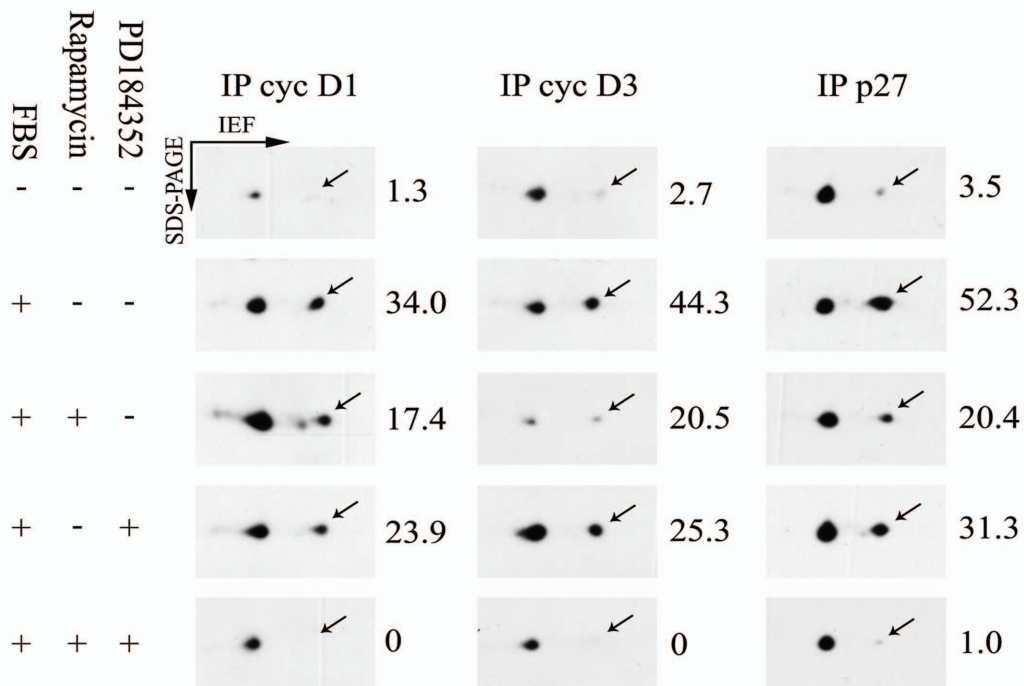 FBS
Rapamycin
PD184352
IP cyc D1
IP cyc D3
IP p27
IEF
SDS-PAGE
- - - 1.3 2.7 3.5
+ - - 34.0 44.3 52.3
+ + - 17.4 20.5 20.4
+ - + 23.9 25.3 31.3
+ + + 0 0 1.0